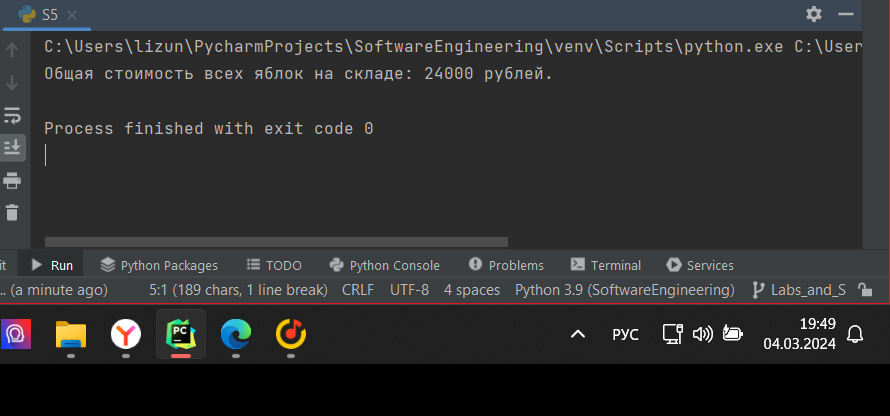 S5
C:\Users\lizun\PycharmProjects\SoftwareEngineering\venv\Scripts\python.exe C:\User
Общая стоимость всех яблок на складе: 24000 рублей.
Process finished with exit code 0
it Run Python Packages TODO Python Console Problems Terminal Services
.. (a minute ago) 5:1 (189 chars, 1 line break) CRLF UTF-8 4 spaces Python 3.9 (SoftwareEngineering) Labs_and_S
PC
РУС
19:49
04.03.2024